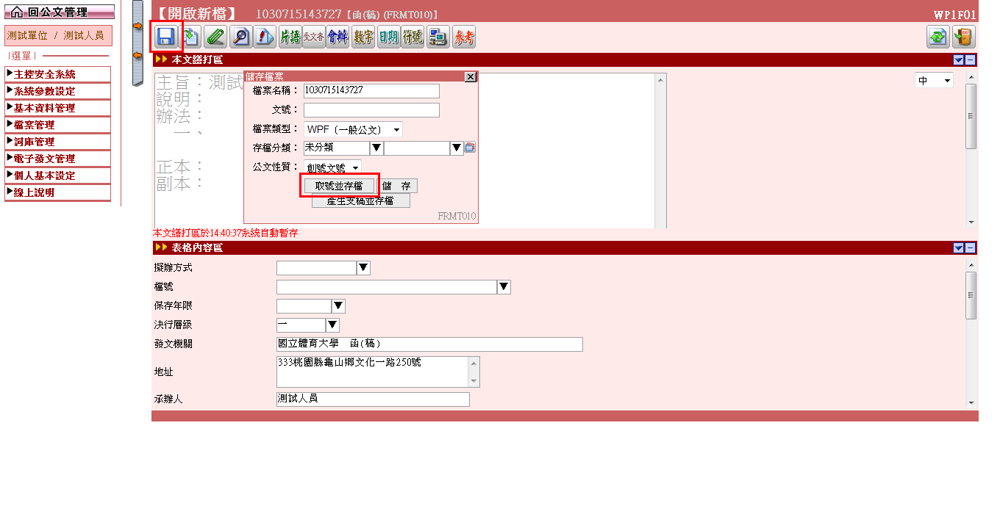 回公文管理
測試單位 / 測試人員
|選單|
主控安全系統
系統參數設定
基本資料管理
檔案管理
詞庫管理
電子發文管理
個人基本設定
線上說明
【開啟新檔】 1030715143727【函(稿) (FRMT010)】 WP1F01
片語 受文者 會辦 數字 日期 符號 參考
本文繕打區
主旨：測試
說明：
辦法：
一、
正本：
副本：
中
儲存檔案
檔案名稱： 1030715143727
文號：
檔案類型： WPF (一般公文)
存檔分類： 未分類
公文性質： 創號文號
取號並存檔 儲 存
產生支稿並存檔
FRMT010
本文繕打區於14:40:37系統自動暫存
表格內容區
擬辦方式
檔號
保存年限
決行層級 一
發文機關 國立體育大學 函(稿)
地址 333桃園縣龜山鄉文化一路250號
承辦人 測試人員